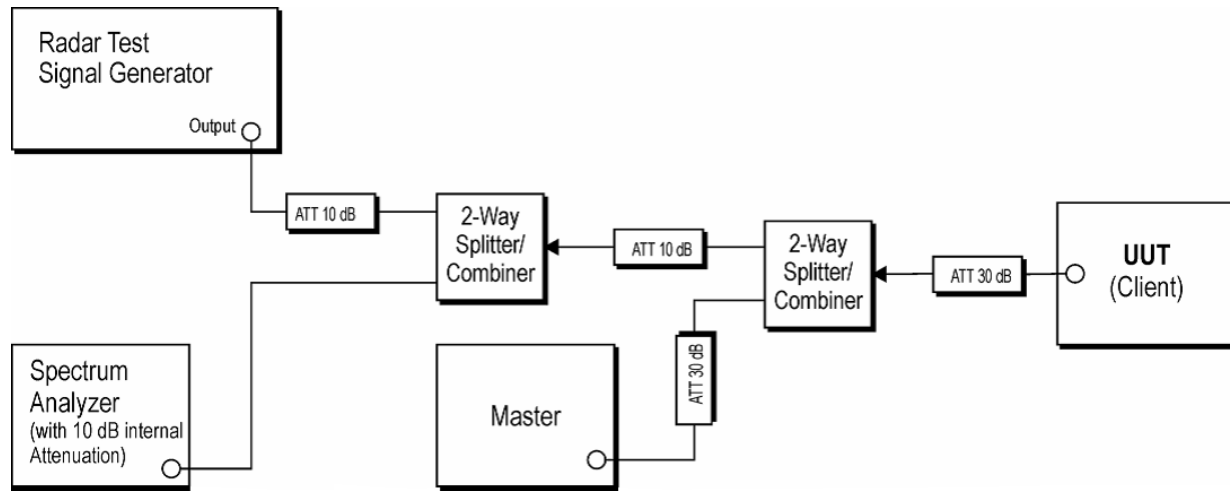 Radar Test
Signal Generator
Output
ATT 10 dB
2-Way
Splitter/
Combiner
ATT 10 dB
2-Way
Splitter/
Combiner
ATT 30 dB
UUT
(Client)
Spectrum
Analyzer
(with 10 dB internal
Attenuation)
Master
ATT 30 dB